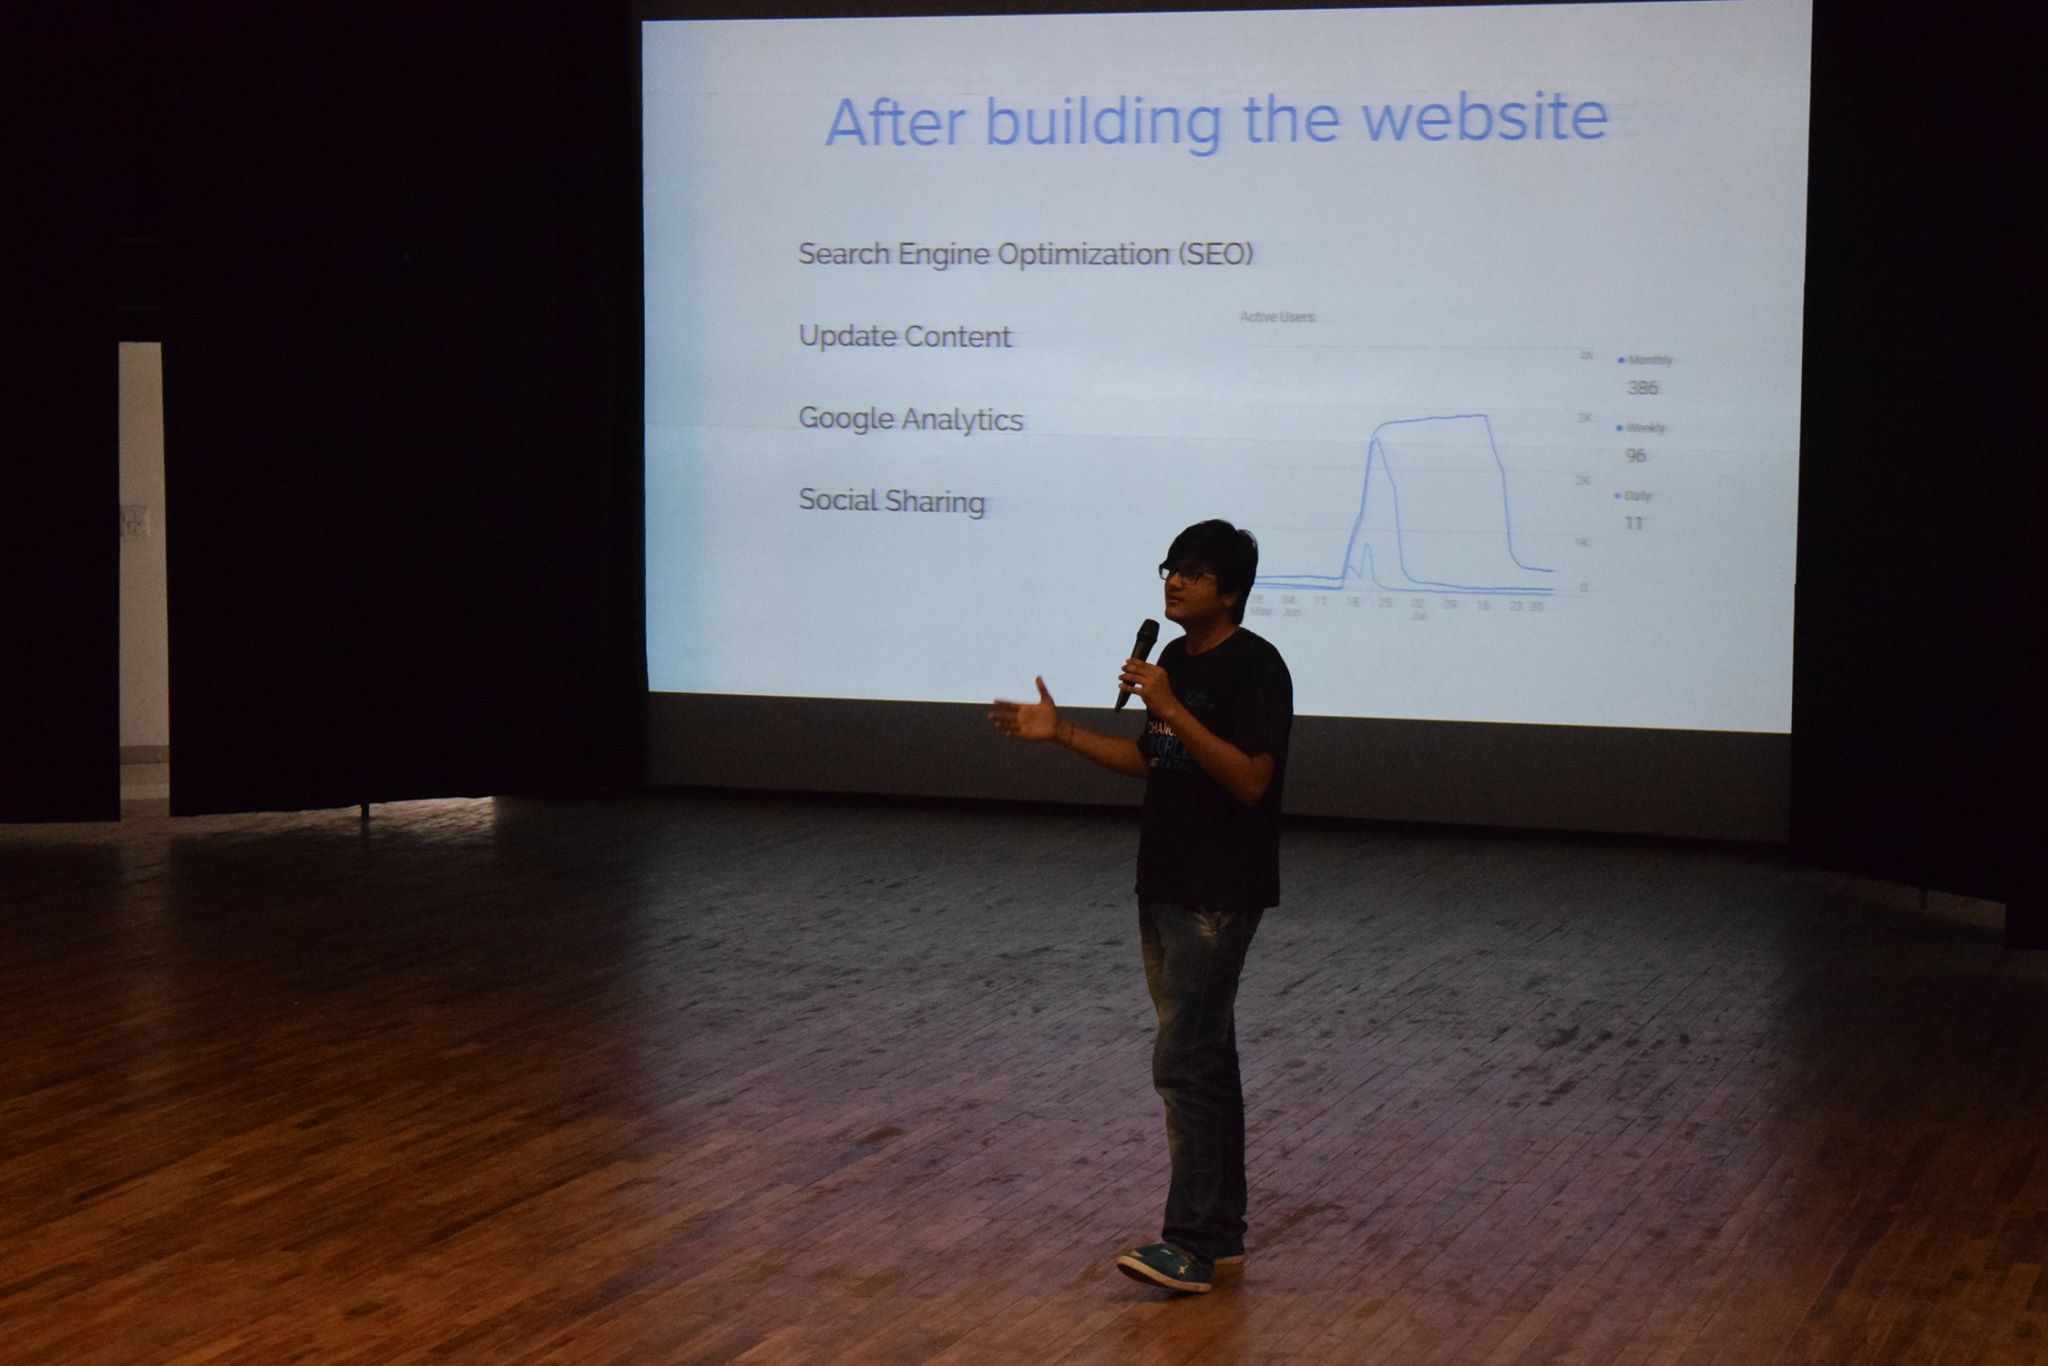 After building the website
Search Engine Optimization (SEO)
Update Content
Google Analytics
Social Sharing
Active Users
4K
3K
2K
1K
0
Monthly
386
Weekly
96
Daily
11
04 11 18 25 02 09 16 23 30
May Jun Jul